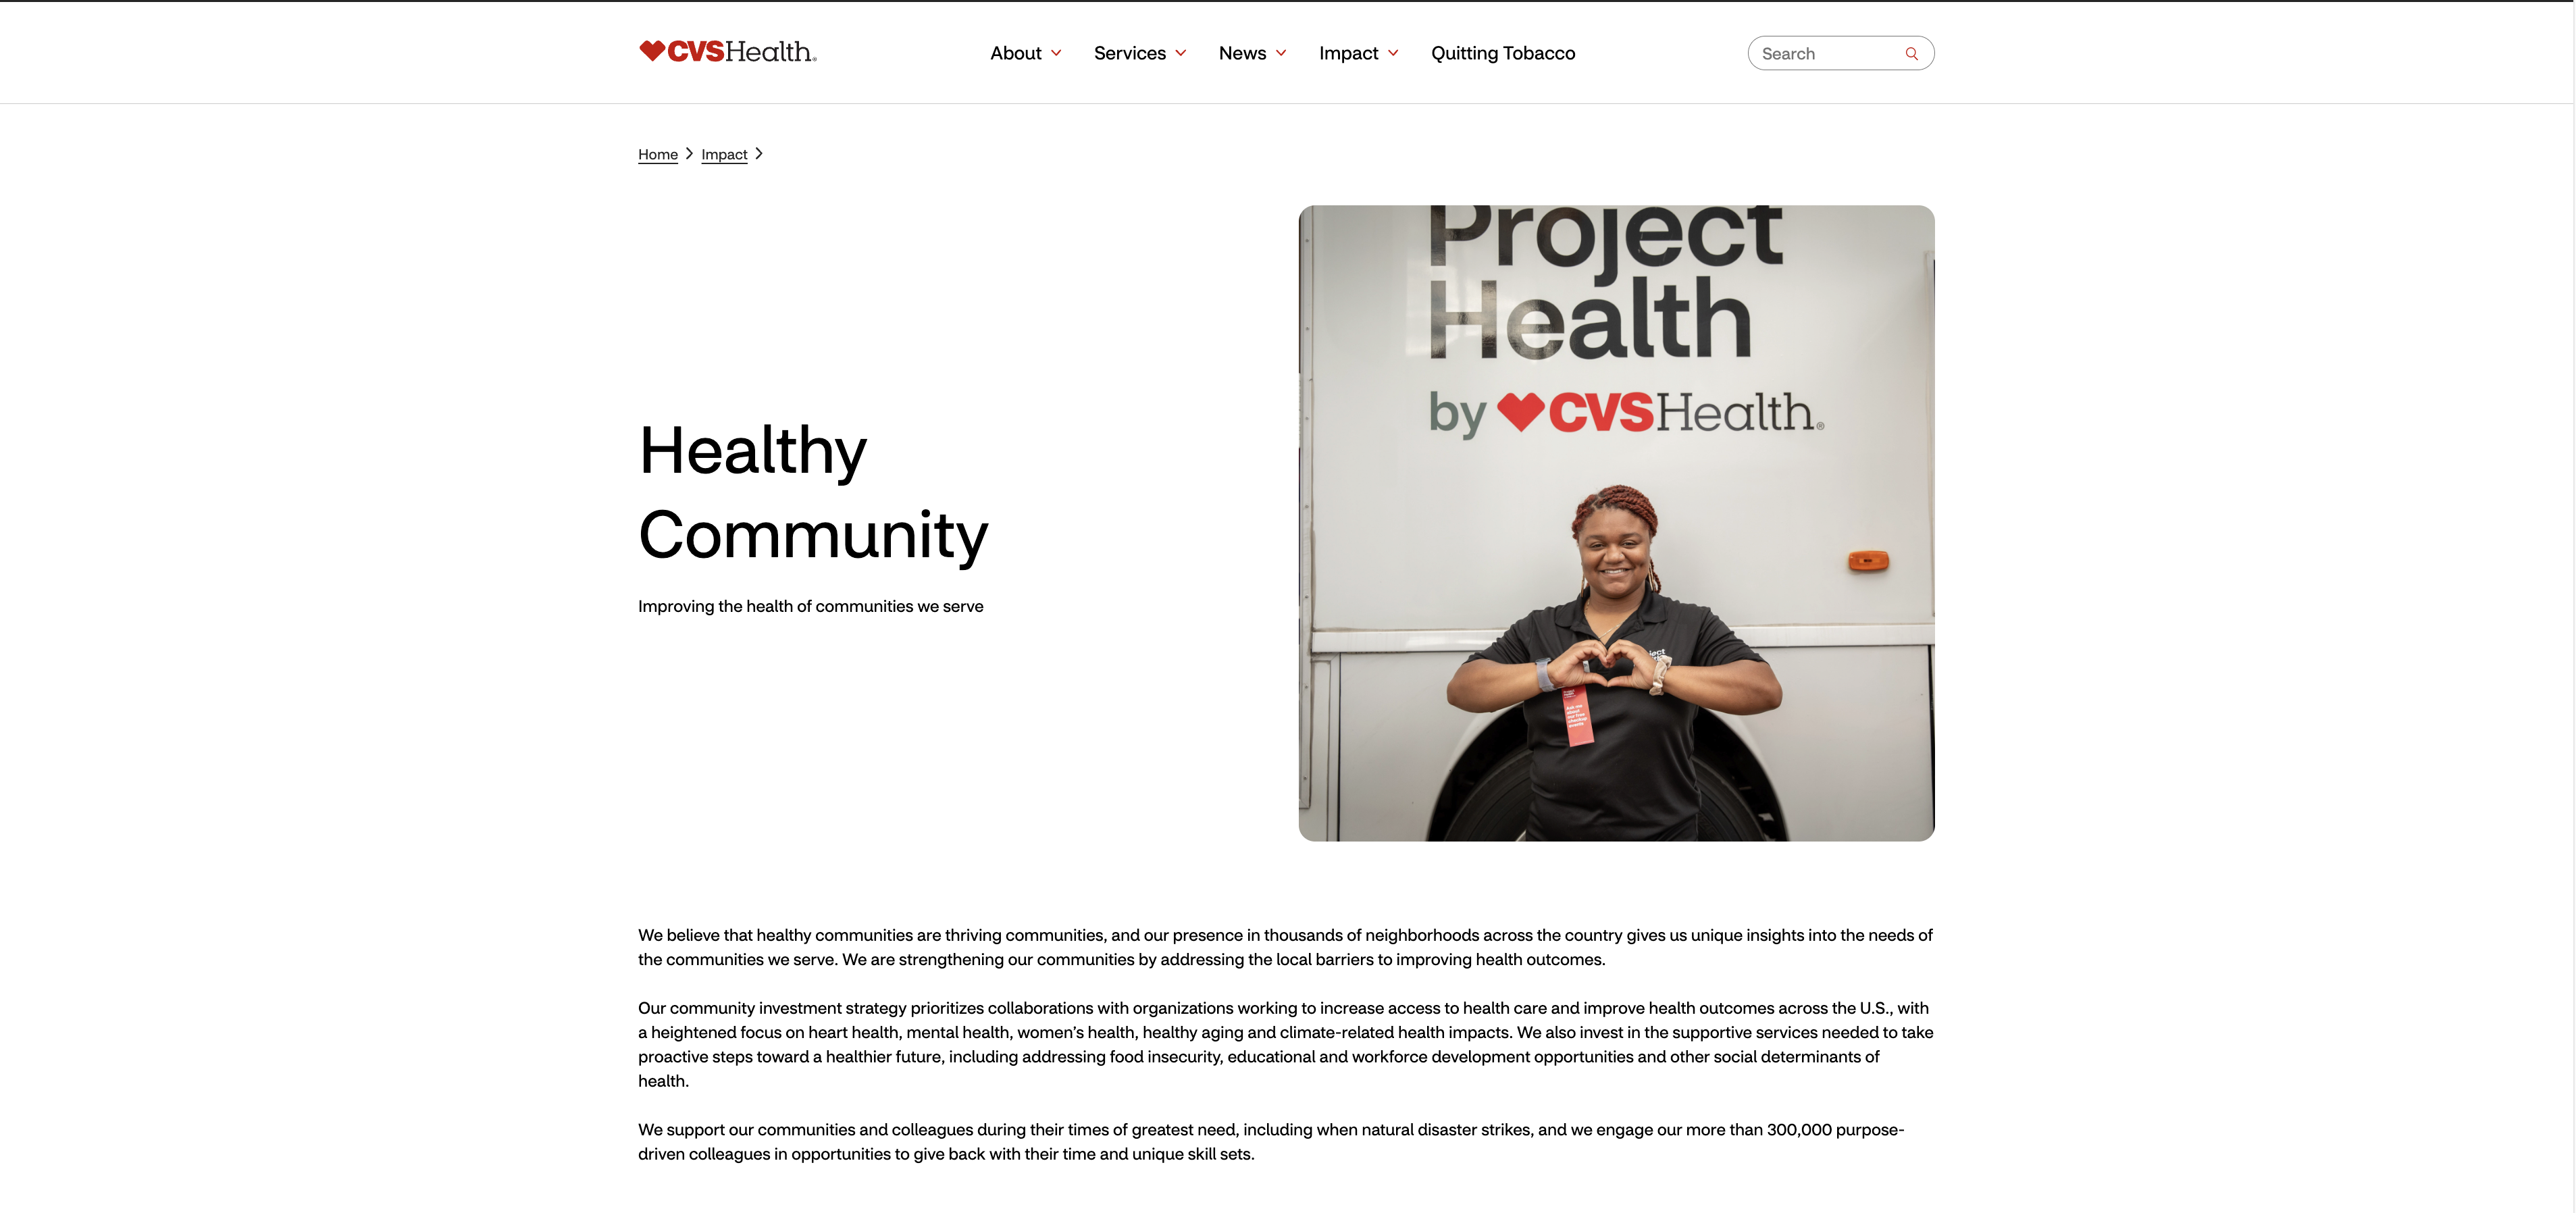 CVSHealth®
About
Services
News
Impact
Quitting Tobacco
Search
Home
Impact
Project
Health
by CVSHealth®
Healthy
Community
Improving the health of communities we serve
Ask me
about
our free
checkup
events
We believe that healthy communities are thriving communities, and our presence in thousands of neighborhoods across the country gives us unique insights into the needs of
the communities we serve. We are strengthening our communities by addressing the local barriers to improving health outcomes.
Our community investment strategy prioritizes collaborations with organizations working to increase access to health care and improve health outcomes across the U.S., with
a heightened focus on heart health, mental health, women’s health, healthy aging and climate-related health impacts. We also invest in the supportive services needed to take
proactive steps toward a healthier future, including addressing food insecurity, educational and workforce development opportunities and other social determinants of
health.
We support our communities and colleagues during their times of greatest need, including when natural disaster strikes, and we engage our more than 300,000 purpose-
driven colleagues in opportunities to give back with their time and unique skill sets.